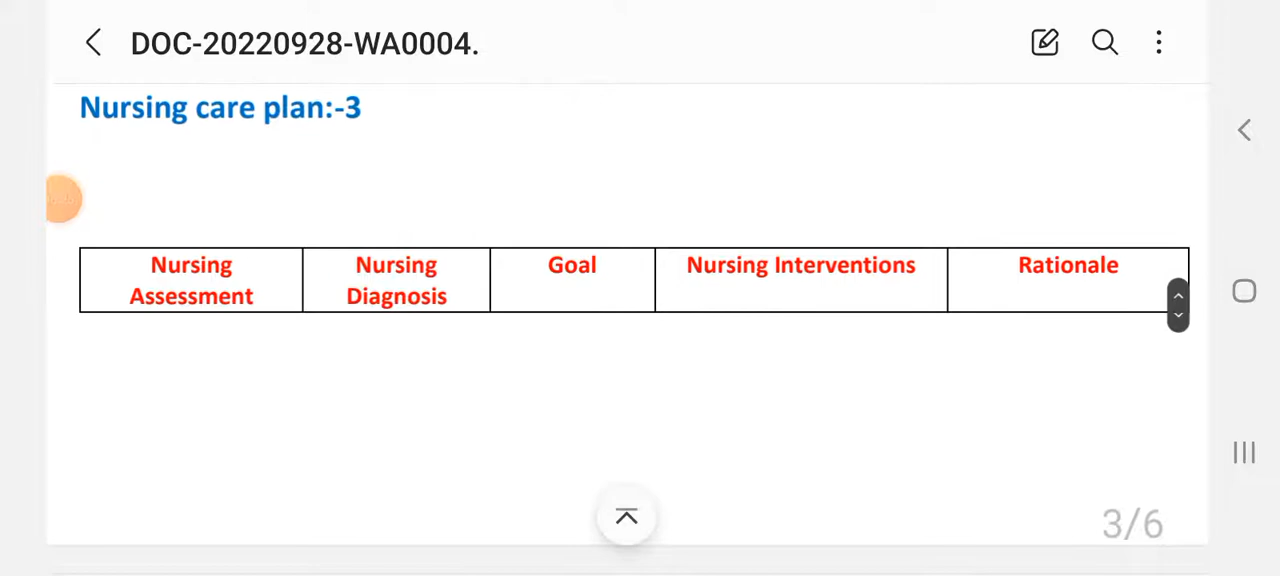 DOC-20220928-WA0004.
Nursing care plan:-3
Nursing Assessment
Nursing Diagnosis
Goal
Nursing Interventions
Rationale
3/6